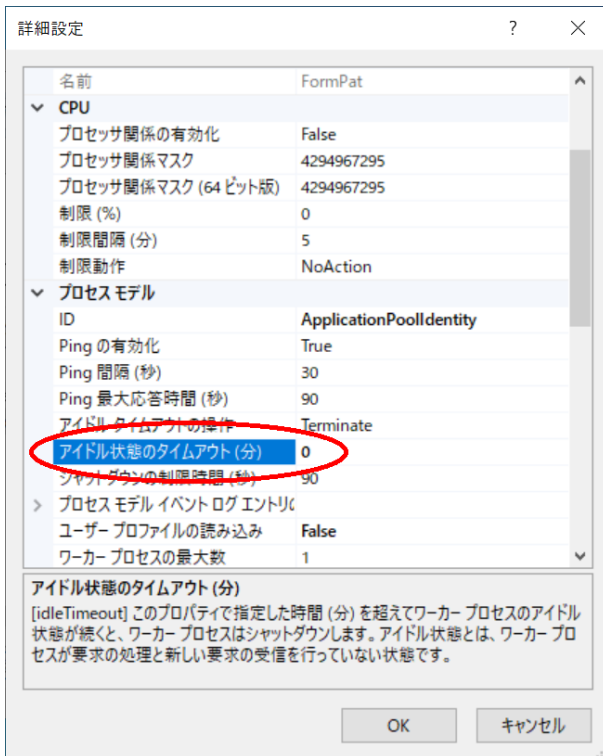 詳細設定 ?
名前 FormPat
CPU
プロセッサ関係の有効化 False
プロセッサ関係マスク 4294967295
プロセッサ関係マスク (64 ビット版) 4294967295
制限 (%) 0
制限間隔 (分) 5
制限動作 NoAction
プロセス モデル
ID ApplicationPoolIdentity
Ping の有効化 True
Ping 間隔 (秒) 30
Ping 最大応答時間 (秒) 90
アイドル タイムアウトの操作 Terminate
アイドル状態のタイムアウト (分) 0
シャットダウンの制限時間 (秒) 90
プロセス モデル イベント ログ エントリの
ユーザー プロファイルの読み込み False
ワーカー プロセスの最大数 1
アイドル状態のタイムアウト (分)
[idleTimeout] このプロパティで指定した時間 (分) を超えてワーカー プロセスのアイドル
状態が続くと、ワーカー プロセスはシャットダウンします。アイドル状態とは、ワーカー プロ
セスが要求の処理と新しい要求の受信を行っていない状態です。
OK キャンセル